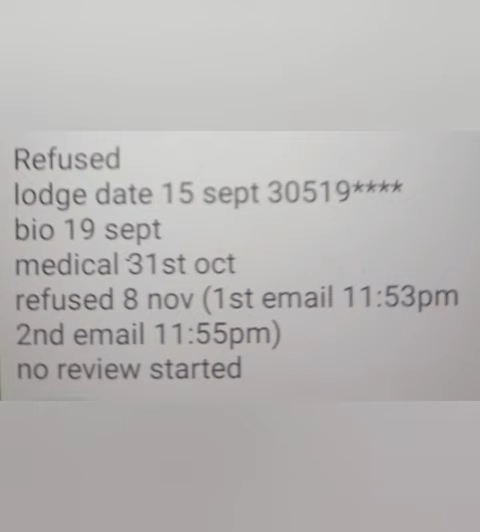 Refused
lodge date 15 sept 30519****
bio 19 sept
medical 31st oct
refused 8 nov (1st email 11:53pm
2nd email 11:55pm)
no review started